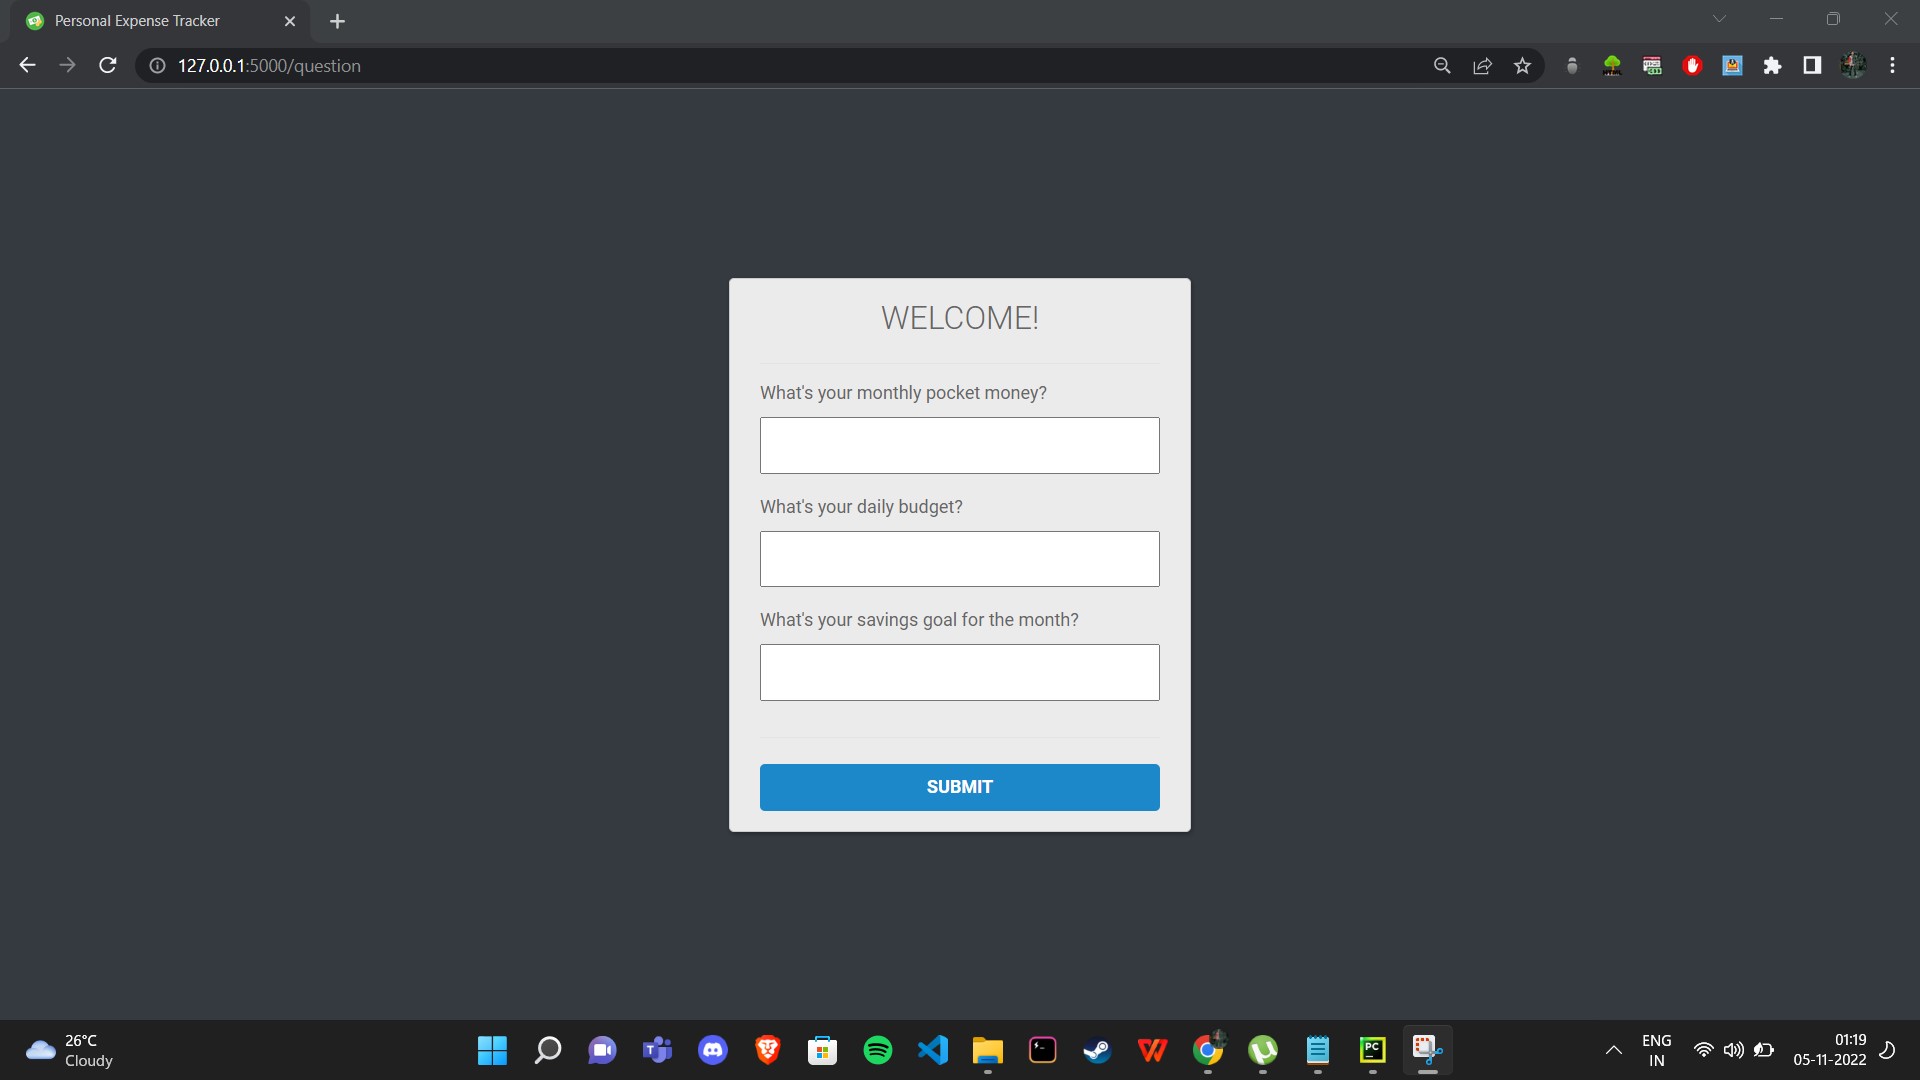 Personal Expense Tracker
127.0.0.1:5000/question
WELCOME!
What's your monthly pocket money?
What's your daily budget?
What's your savings goal for the month?
SUBMIT
26°C
Cloudy
PC
ENG
IN
01:19
05-11-2022